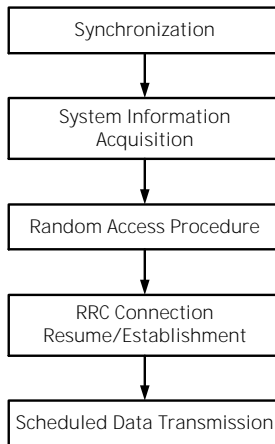 Synchronization
System Information
Acquisition
Random Access Procedure
RRC Connection
Resume/Establishment
Scheduled Data Transmission